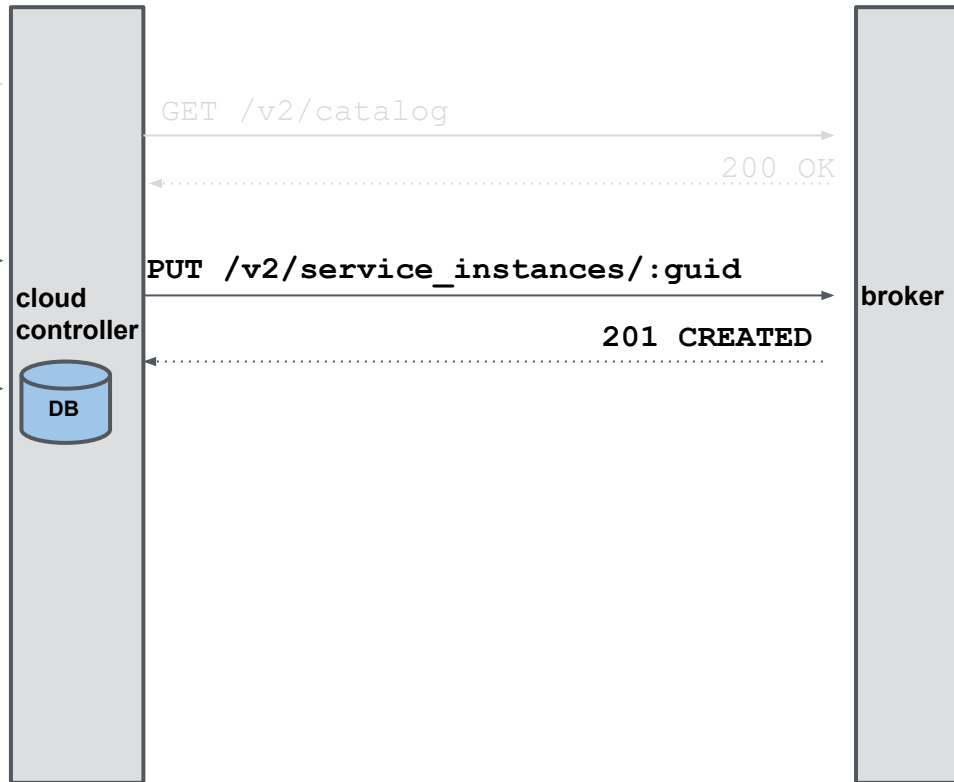 GET /v2/catalog
200 OK
PUT /v2/service_instances/:guid
cloud
controller
broker
201 CREATED
DB